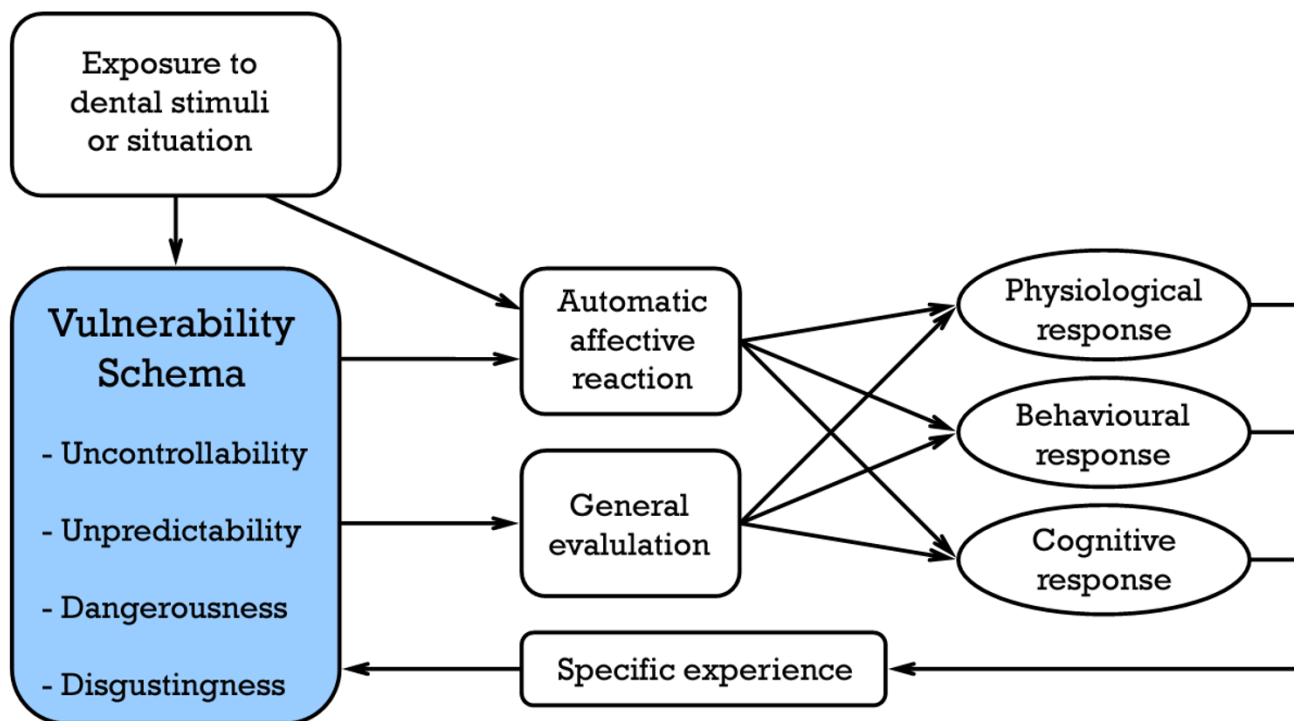 Exposure to
dental stimuli
or situation
Vulnerability
Schema
- Uncontrollability
- Unpredictability
- Dangerousness
- Disgustingness
Automatic
affective
reaction
General
evalulation
Specific experience
Physiological
response
Behavioural
response
Cognitive
response